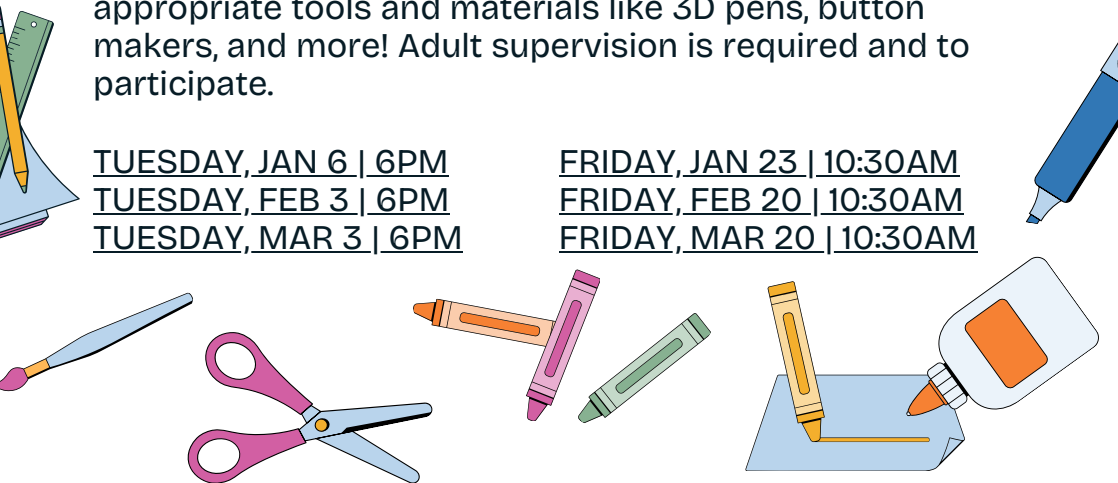 appropriate tools and materials like 3D pens, button
makers, and more! Adult supervision is required and to
participate.
TUESDAY, JAN 6 | 6PM
TUESDAY, FEB 3 | 6PM
TUESDAY, MAR 3 | 6PM
FRIDAY, JAN 23 | 10:30AM
FRIDAY, FEB 20 | 10:30AM
FRIDAY, MAR 20 | 10:30AM